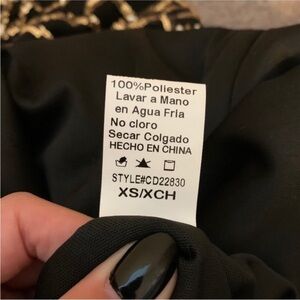 100%Poliester
Lavar a Mano
en Agua Fria
No cloro
Secar Colgado
HECHO EN CHINA
STYLE#CD22830
XS/XCH